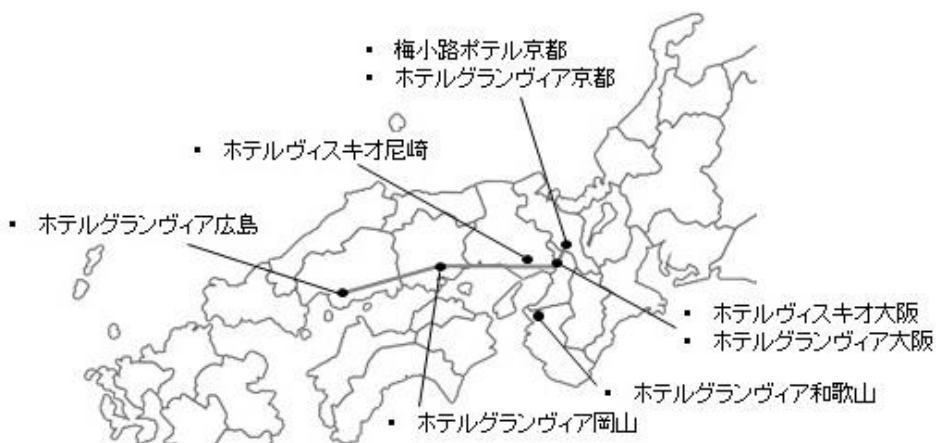 ▪ 梅小路ポテル京都
▪ ホテルグランヴィア京都
▪ ホテルヴィスキオ尼崎
▪ ホテルグランヴィア広島
▪ ホテルヴィスキオ大阪
▪ ホテルグランヴィア大阪
▪ ホテルグランヴィア和歌山
▪ ホテルグランヴィア岡山